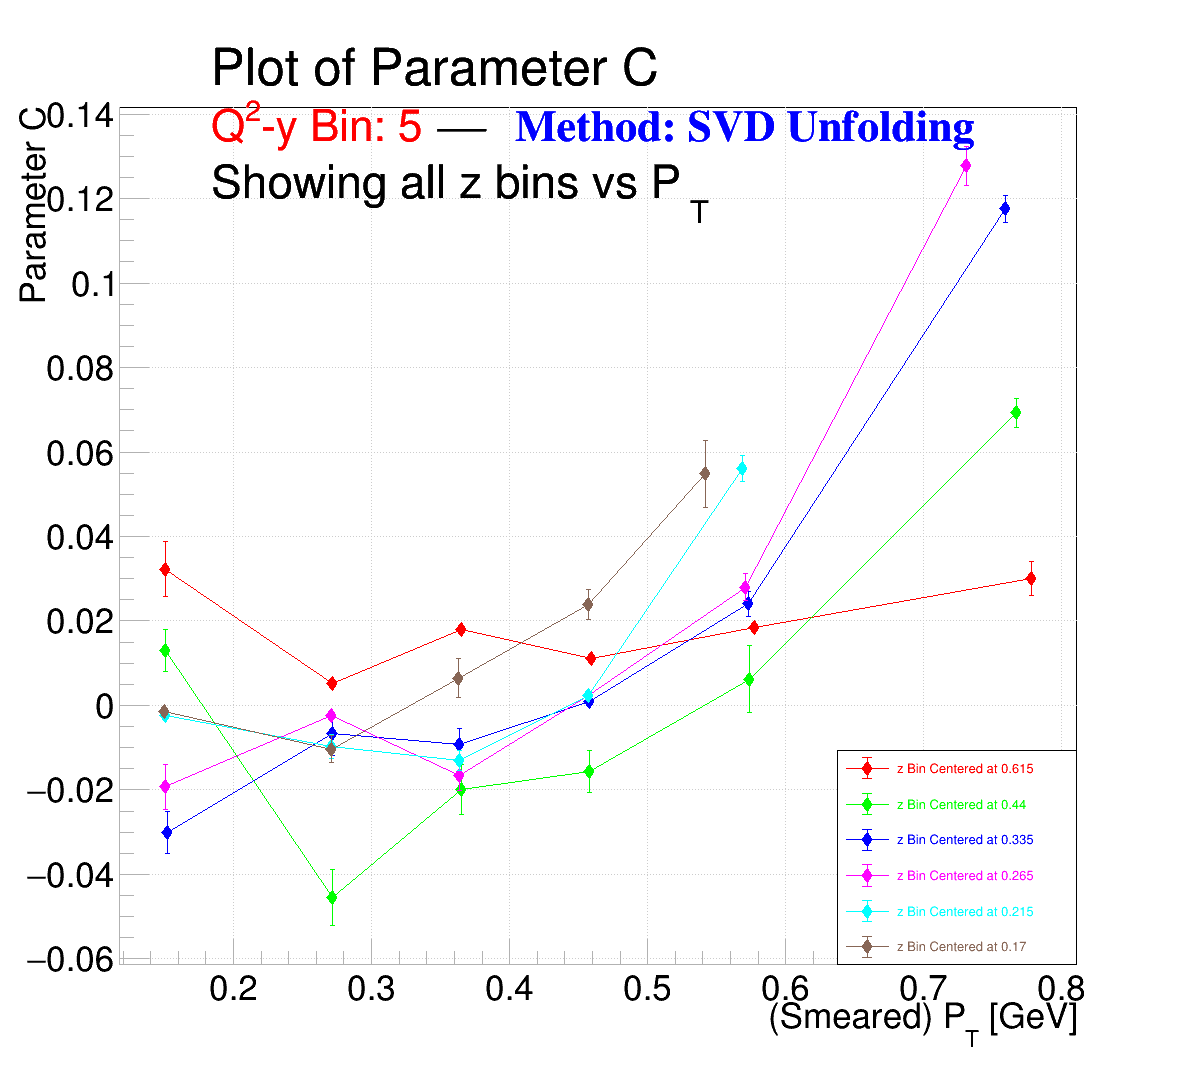 Plot of Parameter C
Q²-y Bin: 5 — Method: SVD Unfolding
Showing all z bins vs P_T
Parameter C
0.14
0.12
0.1
0.08
0.06
0.04
0.02
0
−0.02
−0.04
−0.06
z Bin Centered at 0.615
z Bin Centered at 0.44
z Bin Centered at 0.335
z Bin Centered at 0.265
z Bin Centered at 0.215
z Bin Centered at 0.17
0.2 0.3 0.4 0.5 0.6 0.7 0.8
(Smeared) P_T [GeV]